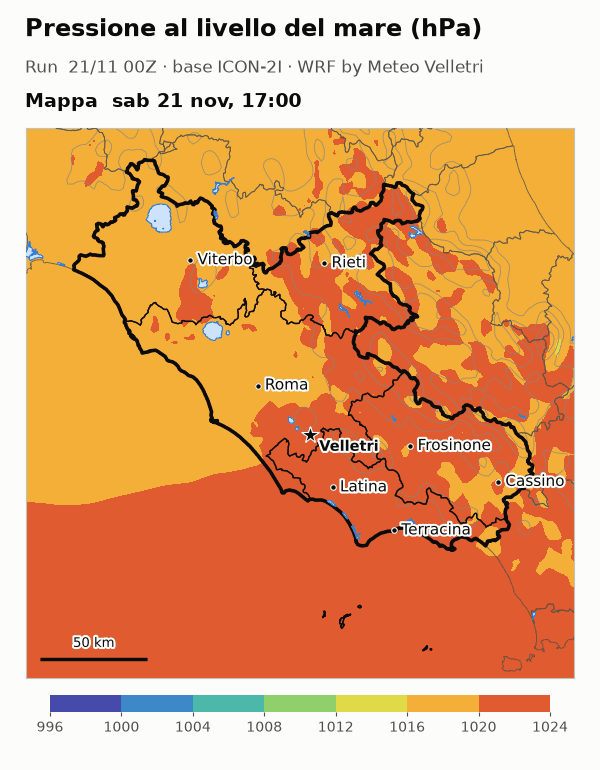 Pressione al livello del mare (hPa)
Run  21/11 00Z · base ICON-2I · WRF by Meteo Velletri
Mappa  sab 21 nov, 17:00
Viterbo
Rieti
Roma
Velletri
Frosinone
Cassino
Latina
Terracina
50 km
996 1000 1004 1008 1012 1016 1020 1024